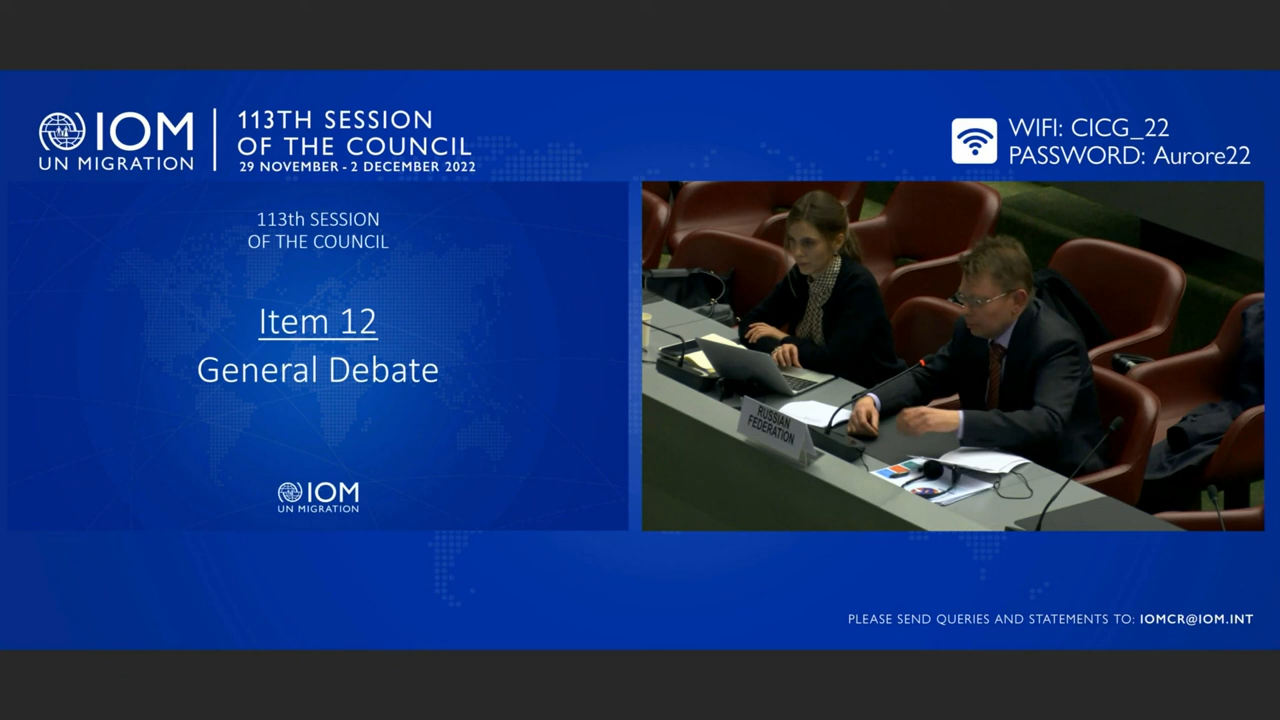 IOM
UN MIGRATION
113TH SESSION
OF THE COUNCIL
29 NOVEMBER - 2 DECEMBER 2022
WIFI: CICG_22
PASSWORD: Aurore22
113th SESSION
OF THE COUNCIL
Item 12
General Debate
IOM
UN MIGRATION
RUSSIAN
FEDERATION
PLEASE SEND QUERIES AND STATEMENTS TO: IOMCR@IOM.INT